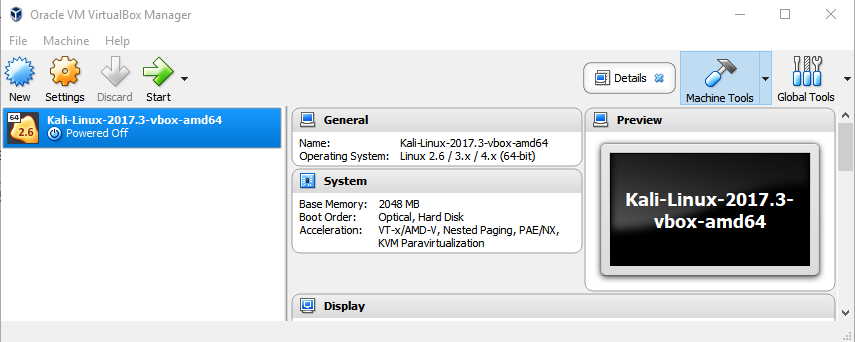 Oracle VM VirtualBox Manager
File Machine Help
New Settings Discard Start
Details
Machine Tools
Global Tools
64
2.6
Kali-Linux-2017.3-vbox-amd64
Powered Off
General
Name: Kali-Linux-2017.3-vbox-amd64
Operating System: Linux 2.6 / 3.x / 4.x (64-bit)
System
Base Memory: 2048 MB
Boot Order: Optical, Hard Disk
Acceleration: VT-x/AMD-V, Nested Paging, PAE/NX,
KVM Paravirtualization
Display
Preview
Kali-Linux-2017.3-
vbox-amd64